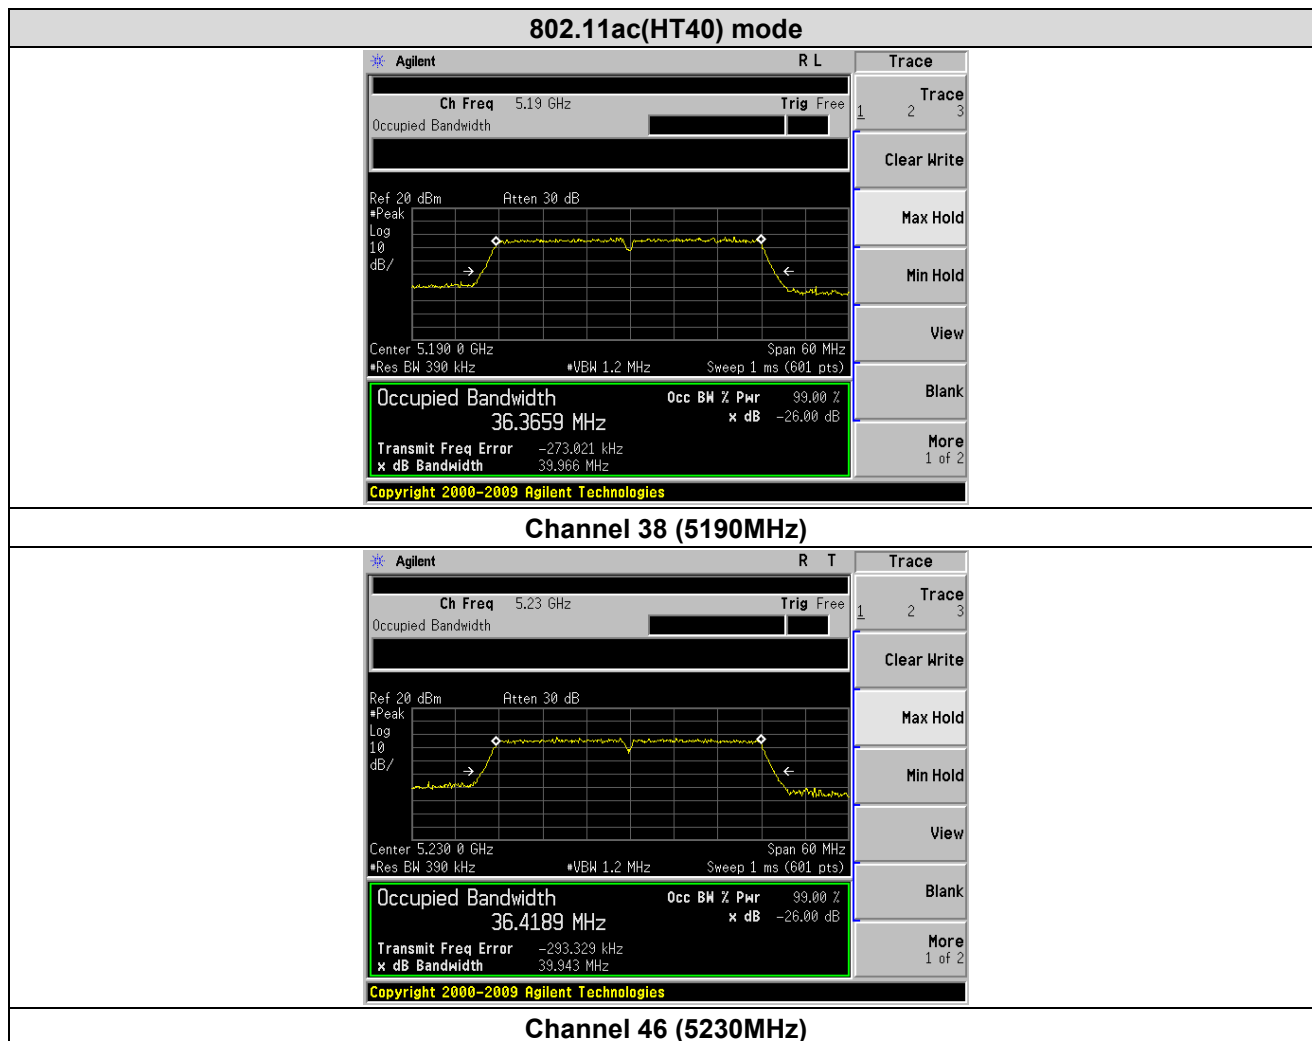 802.11ac(HT40) mode
Agilent R L Trace
Ch Freq 5.19 GHz Trig Free
Occupied Bandwidth
Trace
1 2 3
Clear Write
Max Hold
Min Hold
View
Blank
More
1 of 2
Ref 20 dBm Atten 30 dB
#Peak
Log
10
dB/
Center 5.190 0 GHz Span 60 MHz
#Res BW 390 kHz #VBW 1.2 MHz Sweep 1 ms (601 pts)
Occupied Bandwidth Occ BW % Pwr 99.00 %
36.3659 MHz x dB -26.00 dB
Transmit Freq Error -273.021 kHz
x dB Bandwidth 39.966 MHz
Copyright 2000-2009 Agilent Technologies
Channel 38 (5190MHz)
Agilent R T Trace
Ch Freq 5.23 GHz Trig Free
Occupied Bandwidth
Trace
1 2 3
Clear Write
Max Hold
Min Hold
View
Blank
More
1 of 2
Ref 20 dBm Atten 30 dB
#Peak
Log
10
dB/
Center 5.230 0 GHz Span 60 MHz
#Res BW 390 kHz #VBW 1.2 MHz Sweep 1 ms (601 pts)
Occupied Bandwidth Occ BW % Pwr 99.00 %
36.4189 MHz x dB -26.00 dB
Transmit Freq Error -293.329 kHz
x dB Bandwidth 39.943 MHz
Copyright 2000-2009 Agilent Technologies
Channel 46 (5230MHz)